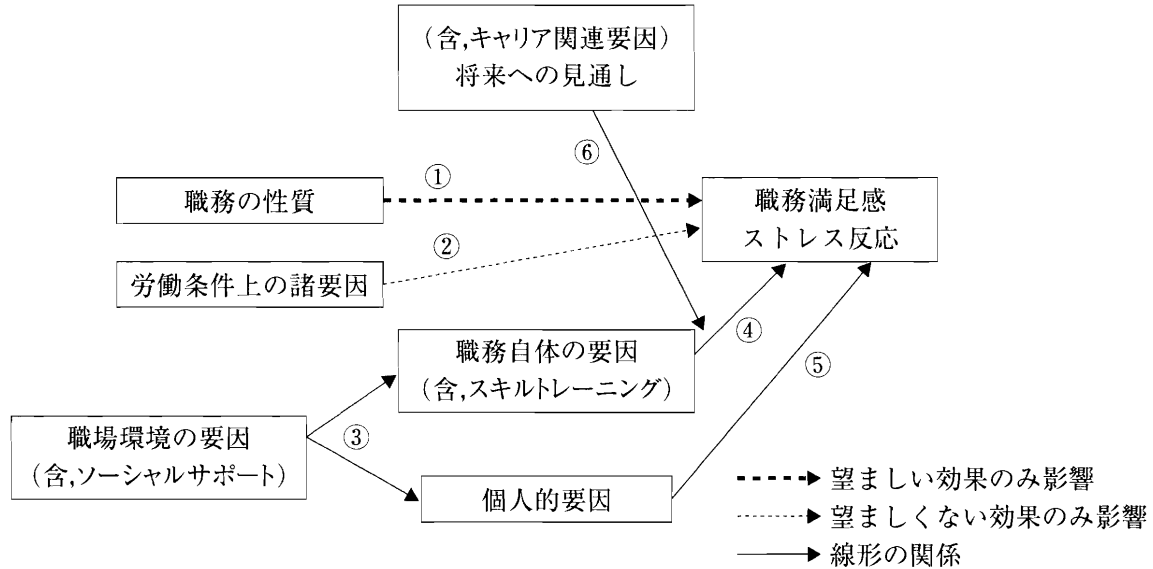 (含,キャリア関連要因)
将来への見通し
⑥
①
職務の性質
職務満足感
ストレス反応
②
労働条件上の諸要因
職務自体の要因
(含,スキルトレーニング)
④
⑤
職場環境の要因
(含,ソーシャルサポート)
③
個人的要因
望ましい効果のみ影響
望ましくない効果のみ影響
線形の関係